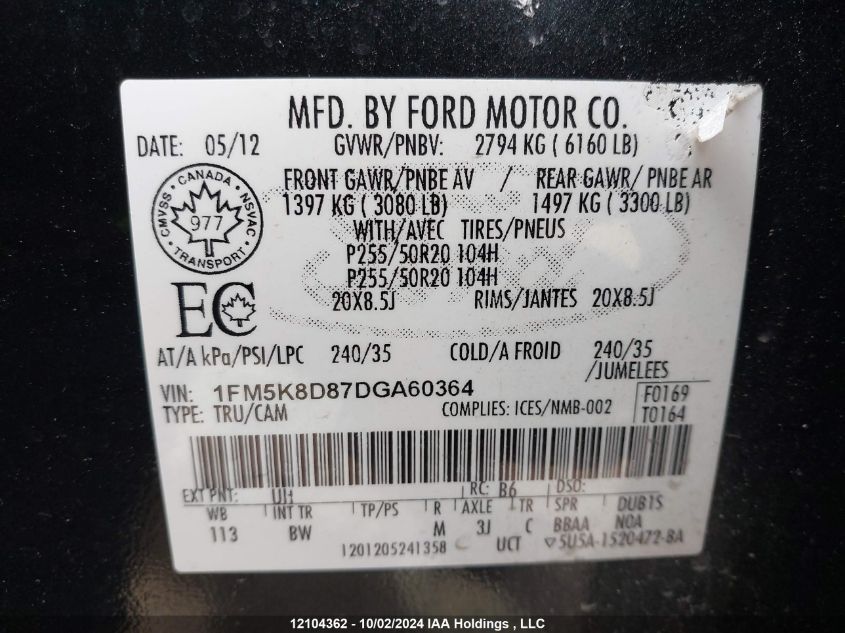 MFD. BY FORD MOTOR CO.
DATE: 05/12 GVWR/PNBV: 2794 KG ( 6160 LB)
FRONT GAWR/PNBE AV / REAR GAWR/ PNBE AR
1397 KG ( 3080 LB) 1497 KG ( 3300 LB)
WITH/AVEC TIRES/PNEUS
P255/50R20 104H
P255/50R20 104H
20X8.5J RIMS/JANTES 20X8.5J
CANADA
CMVSS NSVAC
977
TRANSPORT
EC
AT/A kPa/PSI/LPC 240/35 COLD/A FROID 240/35
/JUMELEES
VIN: 1FM5K8D87DGA60364 F0169
TYPE: TRU/CAM COMPLIES: ICES/NMB-002 T0164
EXT PNT: UH RC: B6 DSO:
WB INT TR TP/PS R AXLE TR SPR DUB1S
113 BW M 3J C BBAA NOA
1201205241358 UCT ▽5U5A-1520472-BA
12104362 - 10/02/2024 IAA Holdings , LLC